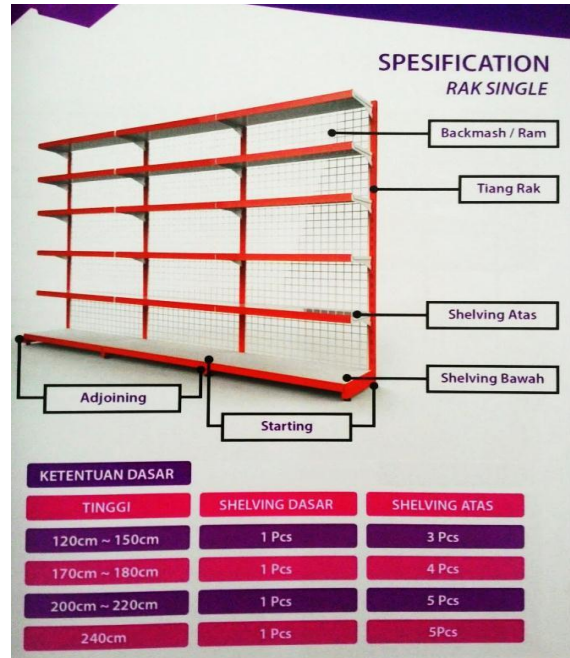 SPESIFICATION
RAK SINGLE
Backmash / Ram
Tiang Rak
Shelving Atas
Shelving Bawah
Adjoining
Starting
KETENTUAN DASAR
TINGGI SHELVING DASAR SHELVING ATAS
120cm ~ 150cm 1 Pcs 3 Pcs
170cm ~ 180cm 1 Pcs 4 Pcs
200cm ~ 220cm 1 Pcs 5 Pcs
240cm 1 Pcs 5Pcs